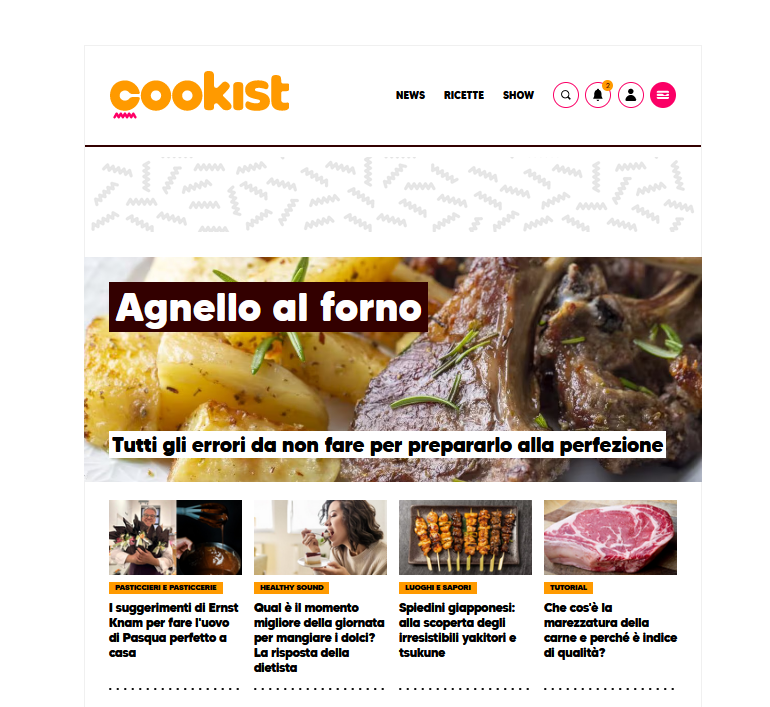 cookist
NEWS RICETTE SHOW 2
Agnello al forno
Tutti gli errori da non fare per prepararlo alla perfezione
PASTICCIERI E PASTICCERIE
I suggerimenti di Ernst
Knam per fare l'uovo
di Pasqua perfetto a
casa
HEALTHY SOUND
Qual è il momento
migliore della giornata
per mangiare i dolci?
La risposta della
dietista
LUOGHI E SAPORI
Spiedini giapponesi:
alla scoperta degli
irresistibili yakitori e
tsukune
TUTORIAL
Che cos'è la
marezzatura della
carne e perché è indice
di qualità?